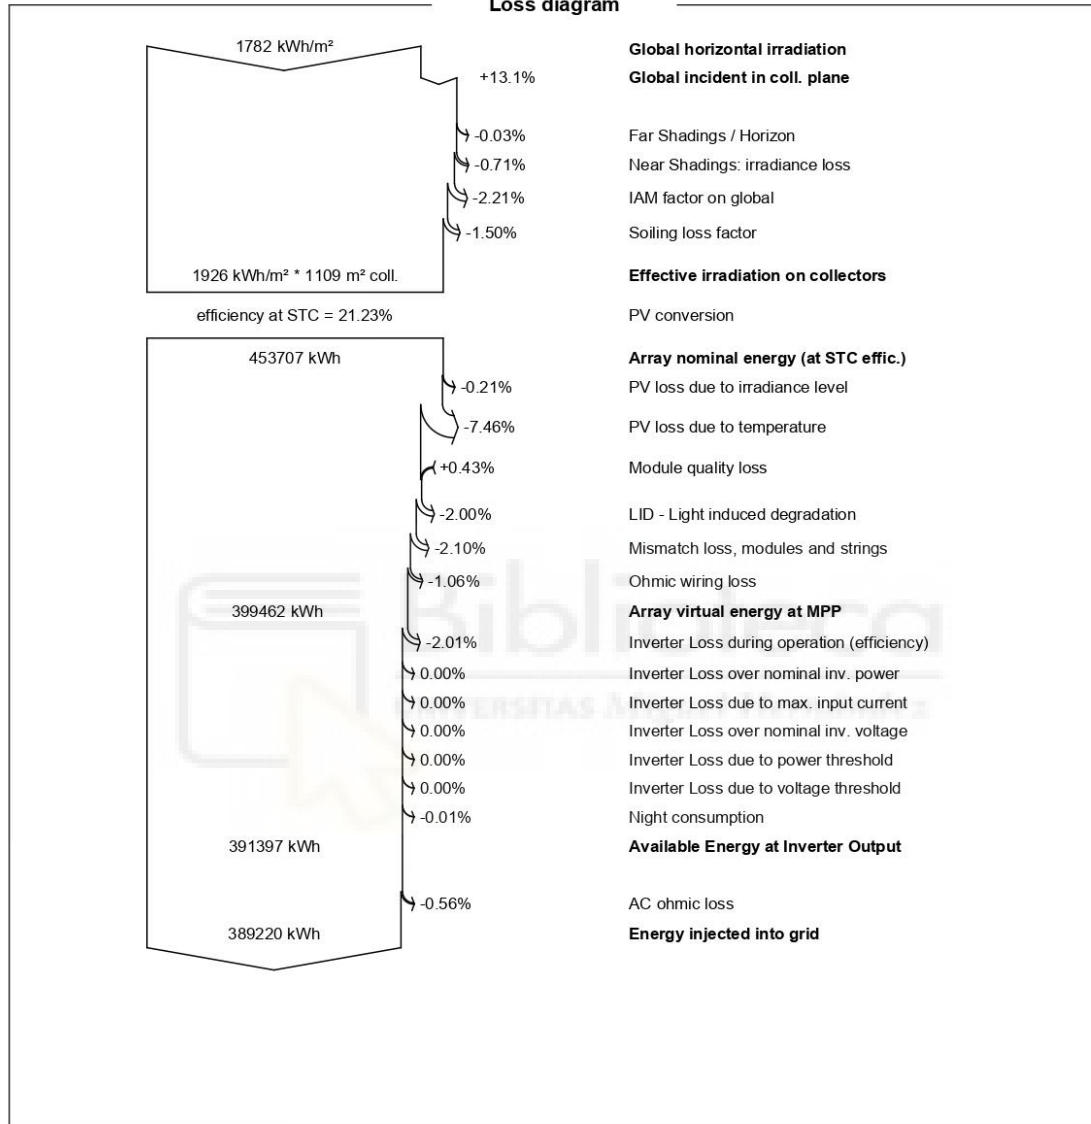 Loss diagram
1782 kWh/m² Global horizontal irradiation
+13.1% Global incident in coll. plane
-0.03% Far Shadings / Horizon
-0.71% Near Shadings: irradiance loss
-2.21% IAM factor on global
-1.50% Soiling loss factor
1926 kWh/m² * 1109 m² coll. Effective irradiation on collectors
efficiency at STC = 21.23% PV conversion
453707 kWh Array nominal energy (at STC effic.)
-0.21% PV loss due to irradiance level
-7.46% PV loss due to temperature
+0.43% Module quality loss
-2.00% LID - Light induced degradation
-2.10% Mismatch loss, modules and strings
-1.06% Ohmic wiring loss
Biblioteca
399462 kWh Array virtual energy at MPP
-2.01% Inverter Loss during operation (efficiency)
0.00% Inverter Loss over nominal inv. power
0.00% Inverter Loss due to max. input current
UNIVERSITAS Miguel Hernández
0.00% Inverter Loss over nominal inv. voltage
0.00% Inverter Loss due to power threshold
0.00% Inverter Loss due to voltage threshold
-0.01% Night consumption
391397 kWh Available Energy at Inverter Output
-0.56% AC ohmic loss
389220 kWh Energy injected into grid